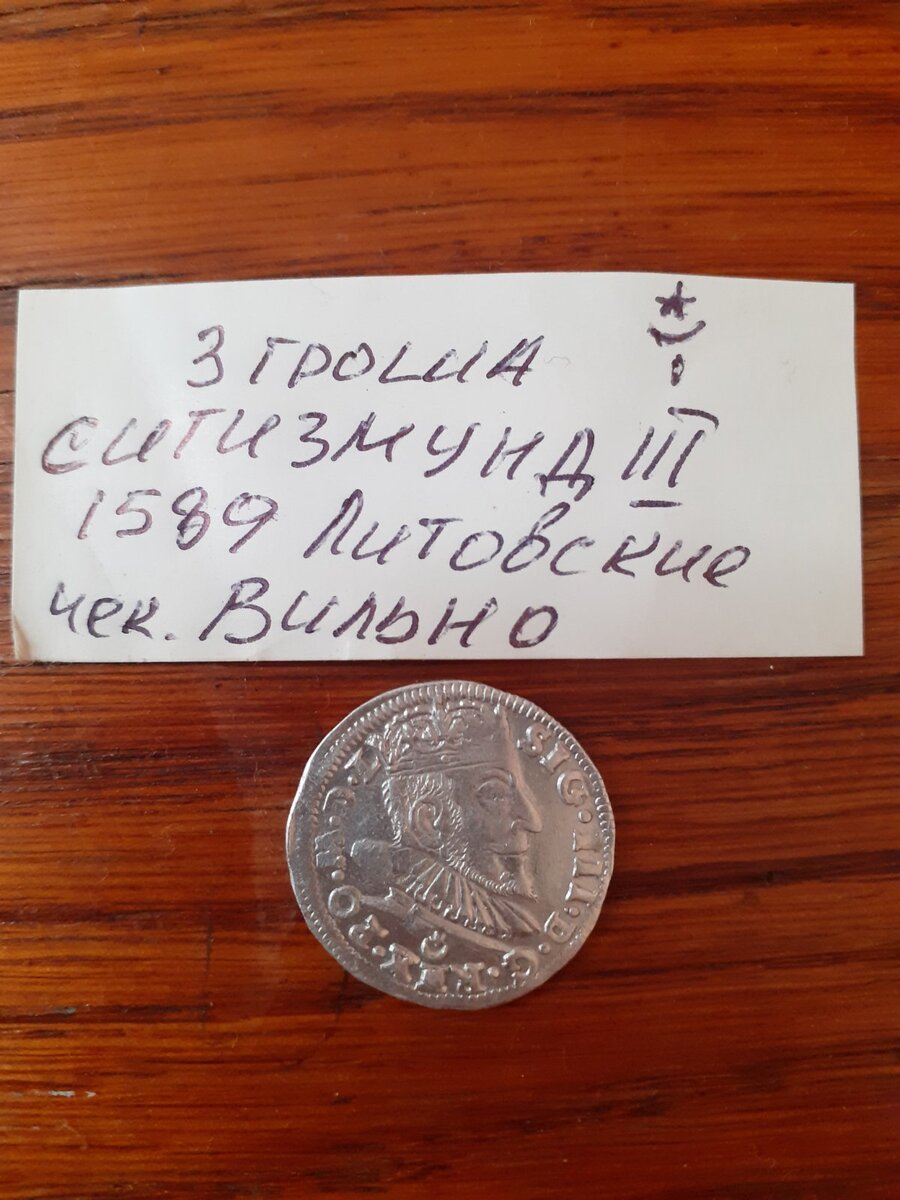 3 гроша
Сигизмунд III
1589 Литовские
чек. Вильно
SIG·III·D:G·REX·PO·M·D·L